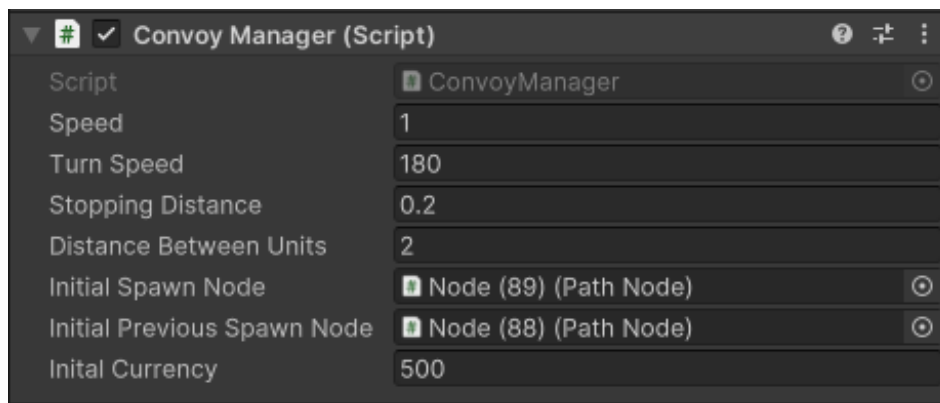 Convoy Manager (Script)
Script ConvoyManager
Speed 1
Turn Speed 180
Stopping Distance 0.2
Distance Between Units 2
Initial Spawn Node Node (89) (Path Node)
Initial Previous Spawn Node Node (88) (Path Node)
Inital Currency 500